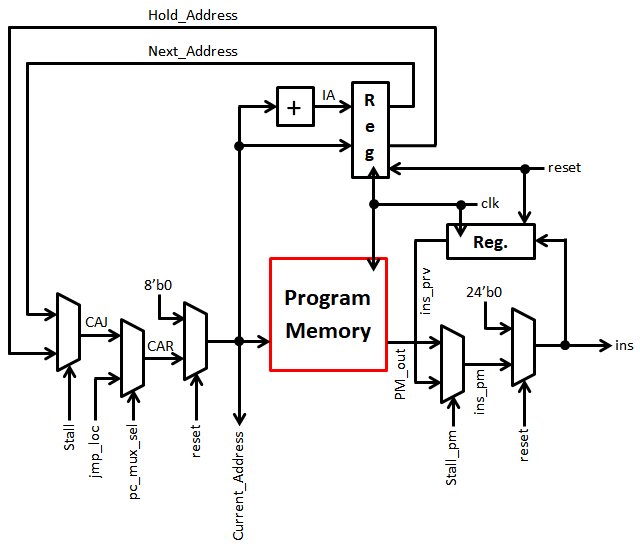 Hold_Address
Next_Address
IA
+
R
e
g
reset
clk
Reg.
8'b0
Program
Memory
ins_prv
24'b0
CAJ
CAR
PM_out
ins_pm
ins
Stall
jmp_loc
pc_mux_sel
reset
Current_Address
Stall_pm
reset